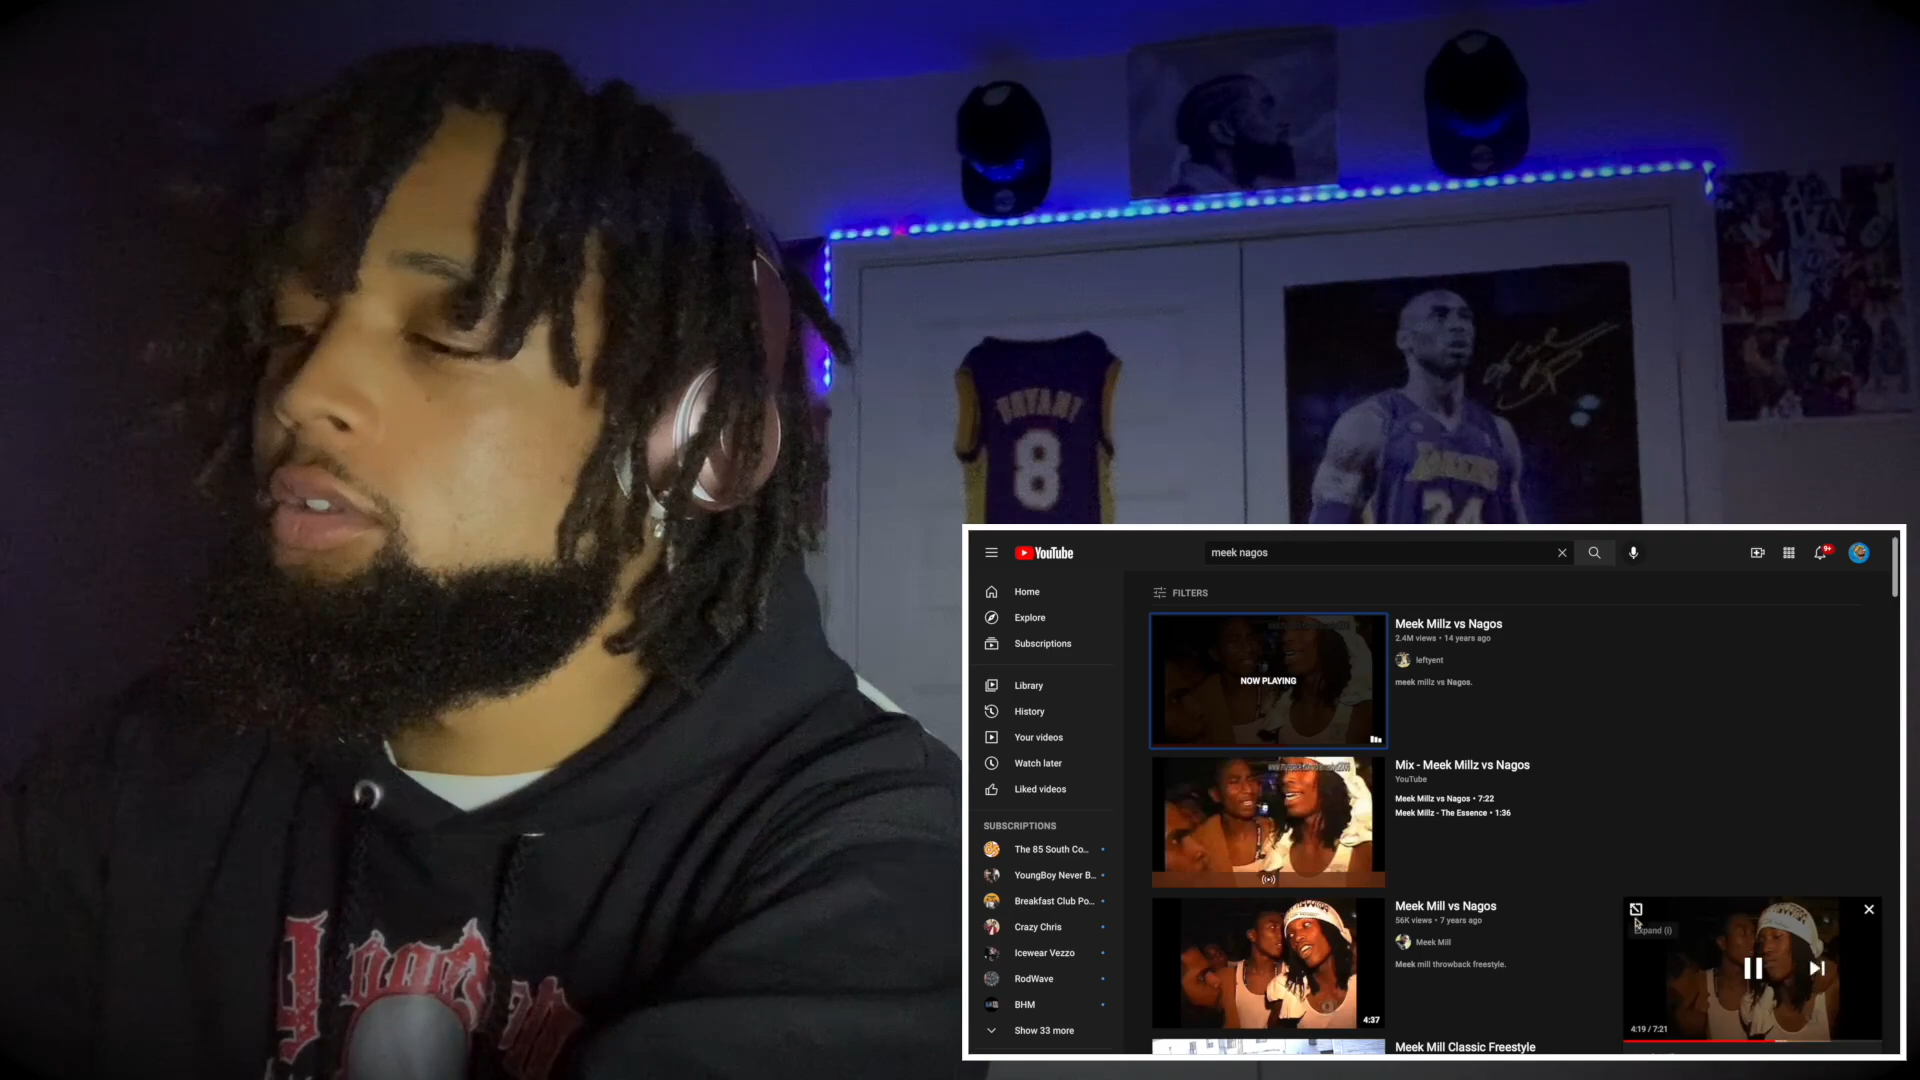 BRYANT
8
LAKERS
24
YouTube
meek nagos
9+
Home
Explore
Subscriptions
Library
History
Your videos
Watch later
Liked videos
SUBSCRIPTIONS
The 85 South Co...
YoungBoy Never B...
Breakfast Club Po...
Crazy Chris
Icewear Vezzo
RodWave
BHM
Show 33 more
FILTERS
NOW PLAYING
Meek Millz vs Nagos
2.4M views • 14 years ago
leftyent
meek millz vs Nagos.
Mix - Meek Millz vs Nagos
YouTube
Meek Millz vs Nagos • 7:22
Meek Millz - The Essence • 1:36
4:37
Meek Mill vs Nagos
56K views • 7 years ago
Meek Mill
Meek mill throwback freestyle.
Meek Mill Classic Freestyle
Expand (i)
4:19 / 7:21